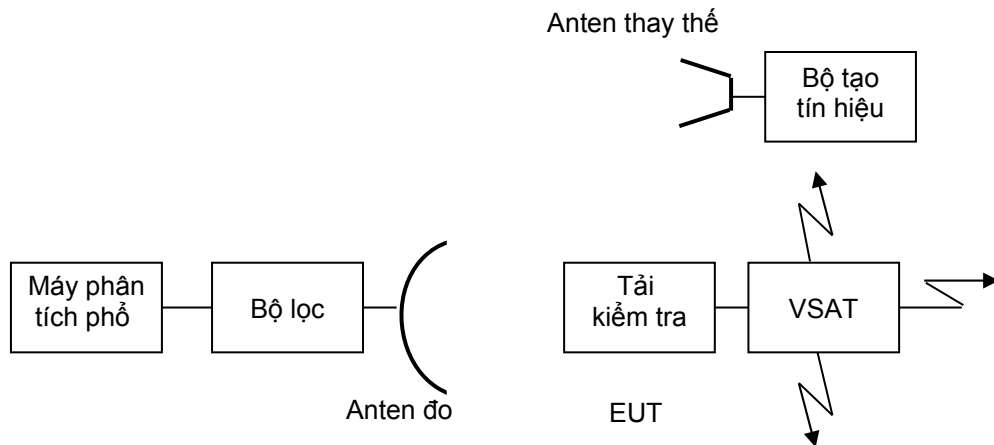 Anten thay thế
Bộ tạo
tín hiệu
Máy phân
tích phổ
Bộ lọc
Tải
kiểm tra
VSAT
Anten đo
EUT